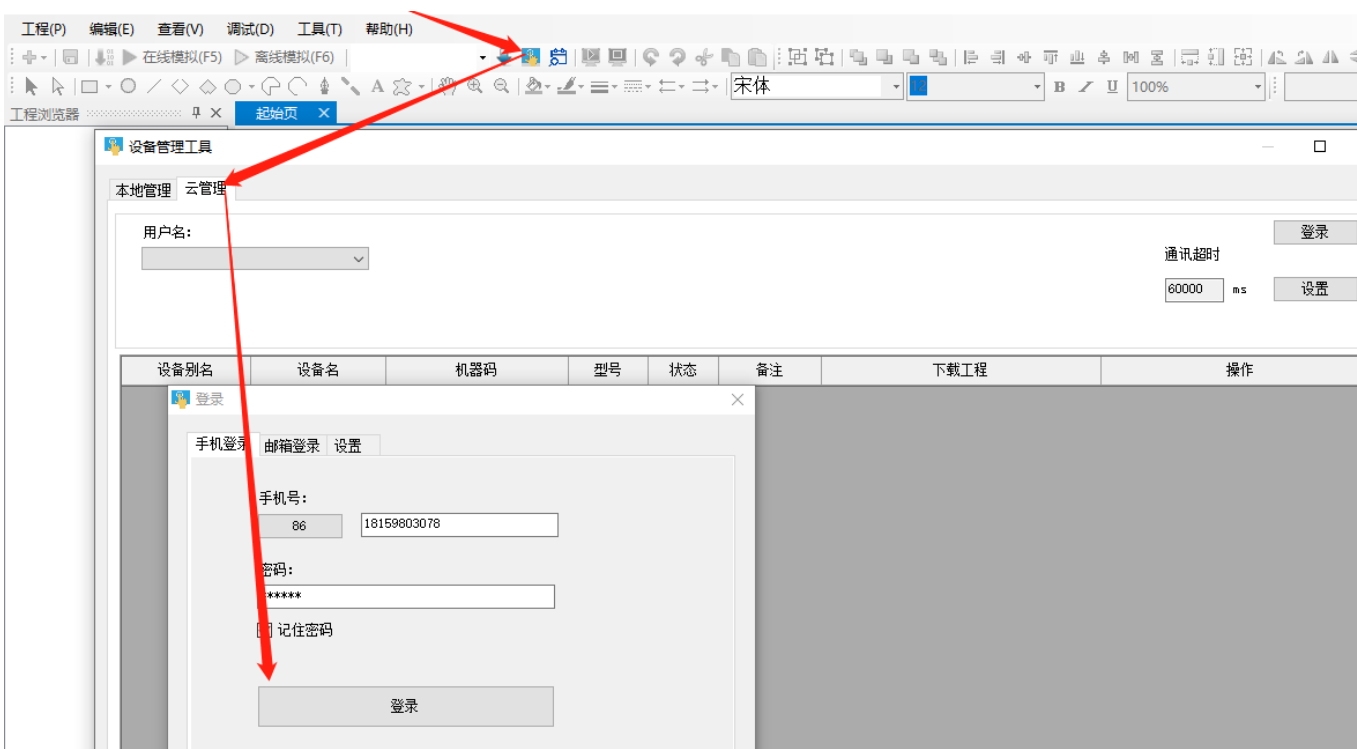 工程(P) 编辑(E) 查看(V) 调试(D) 工具(T) 帮助(H)
在线模拟(F5) 离线模拟(F6)
A 宋体 12 B I U 100%
工程浏览器 起始页
设备管理工具
本地管理 云管理
用户名: 登录
通讯超时
60000 ms 设置
设备别名 设备名 机器码 型号 状态 备注 下载工程 操作
登录
手机登录 邮箱登录 设置
手机号:
86 18159803078
密码:
******
记住密码
登录